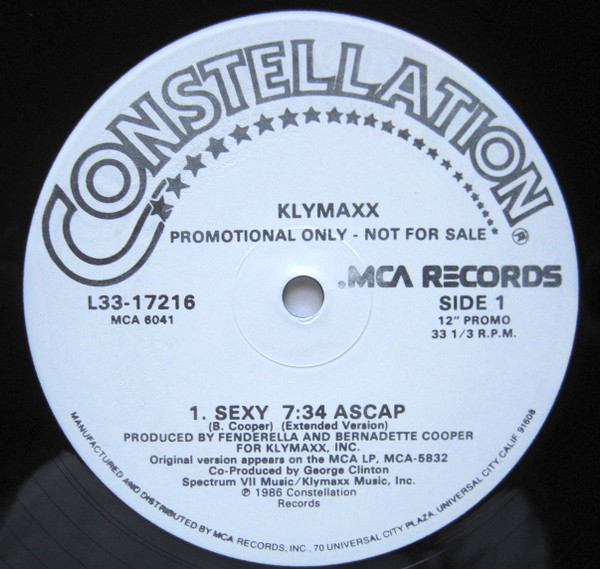 CONSTELLATION ®
KLYMAXX
PROMOTIONAL ONLY - NOT FOR SALE
MCA RECORDS
L33-17216
MCA 6041
SIDE 1
12" PROMO
33 1/3 R.P.M.
1. SEXY 7:34 ASCAP
(B. Cooper) (Extended Version)
PRODUCED BY FENDERELLA AND BERNADETTE COOPER
FOR KLYMAXX, INC.
Original version appears on the MCA LP, MCA-5832
Co-Produced by George Clinton
Spectrum VII Music/Klymaxx Music, Inc.
℗ 1986 Constellation
Records
MANUFACTURED AND DISTRIBUTED BY MCA RECORDS, INC., 70 UNIVERSAL CITY PLAZA, UNIVERSAL CITY, CALIF. 91608